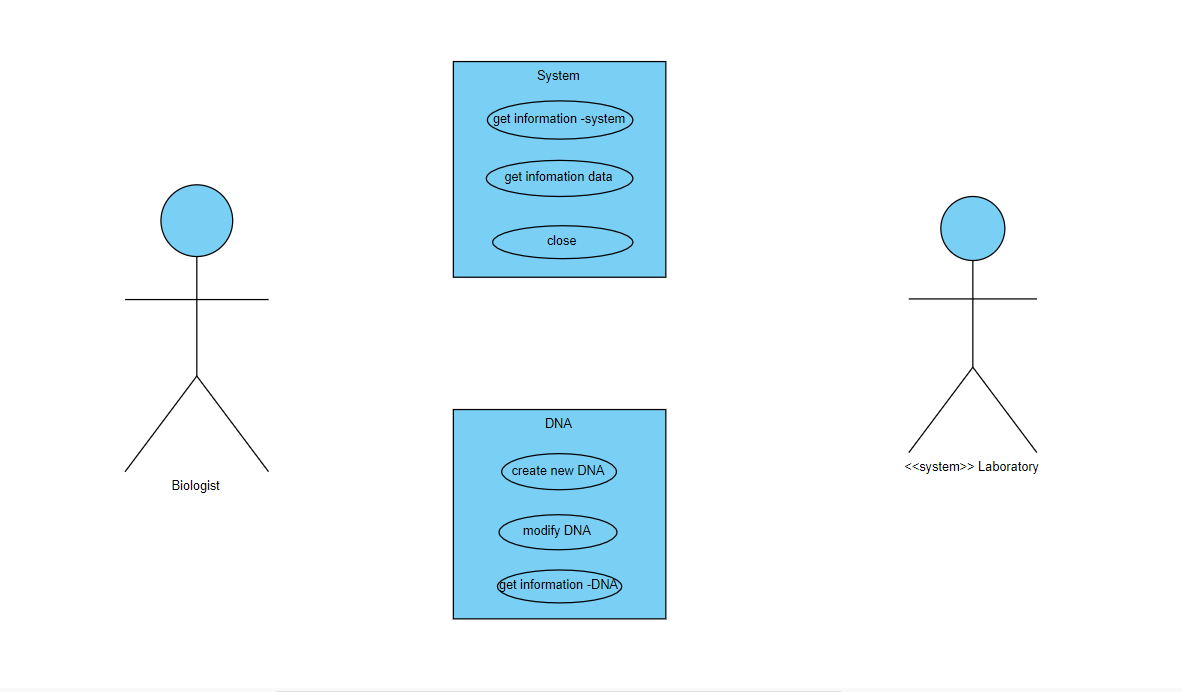 System
get information -system
get infomation data
close
Biologist
<<system>> Laboratory
DNA
create new DNA
modify DNA
get information -DNA